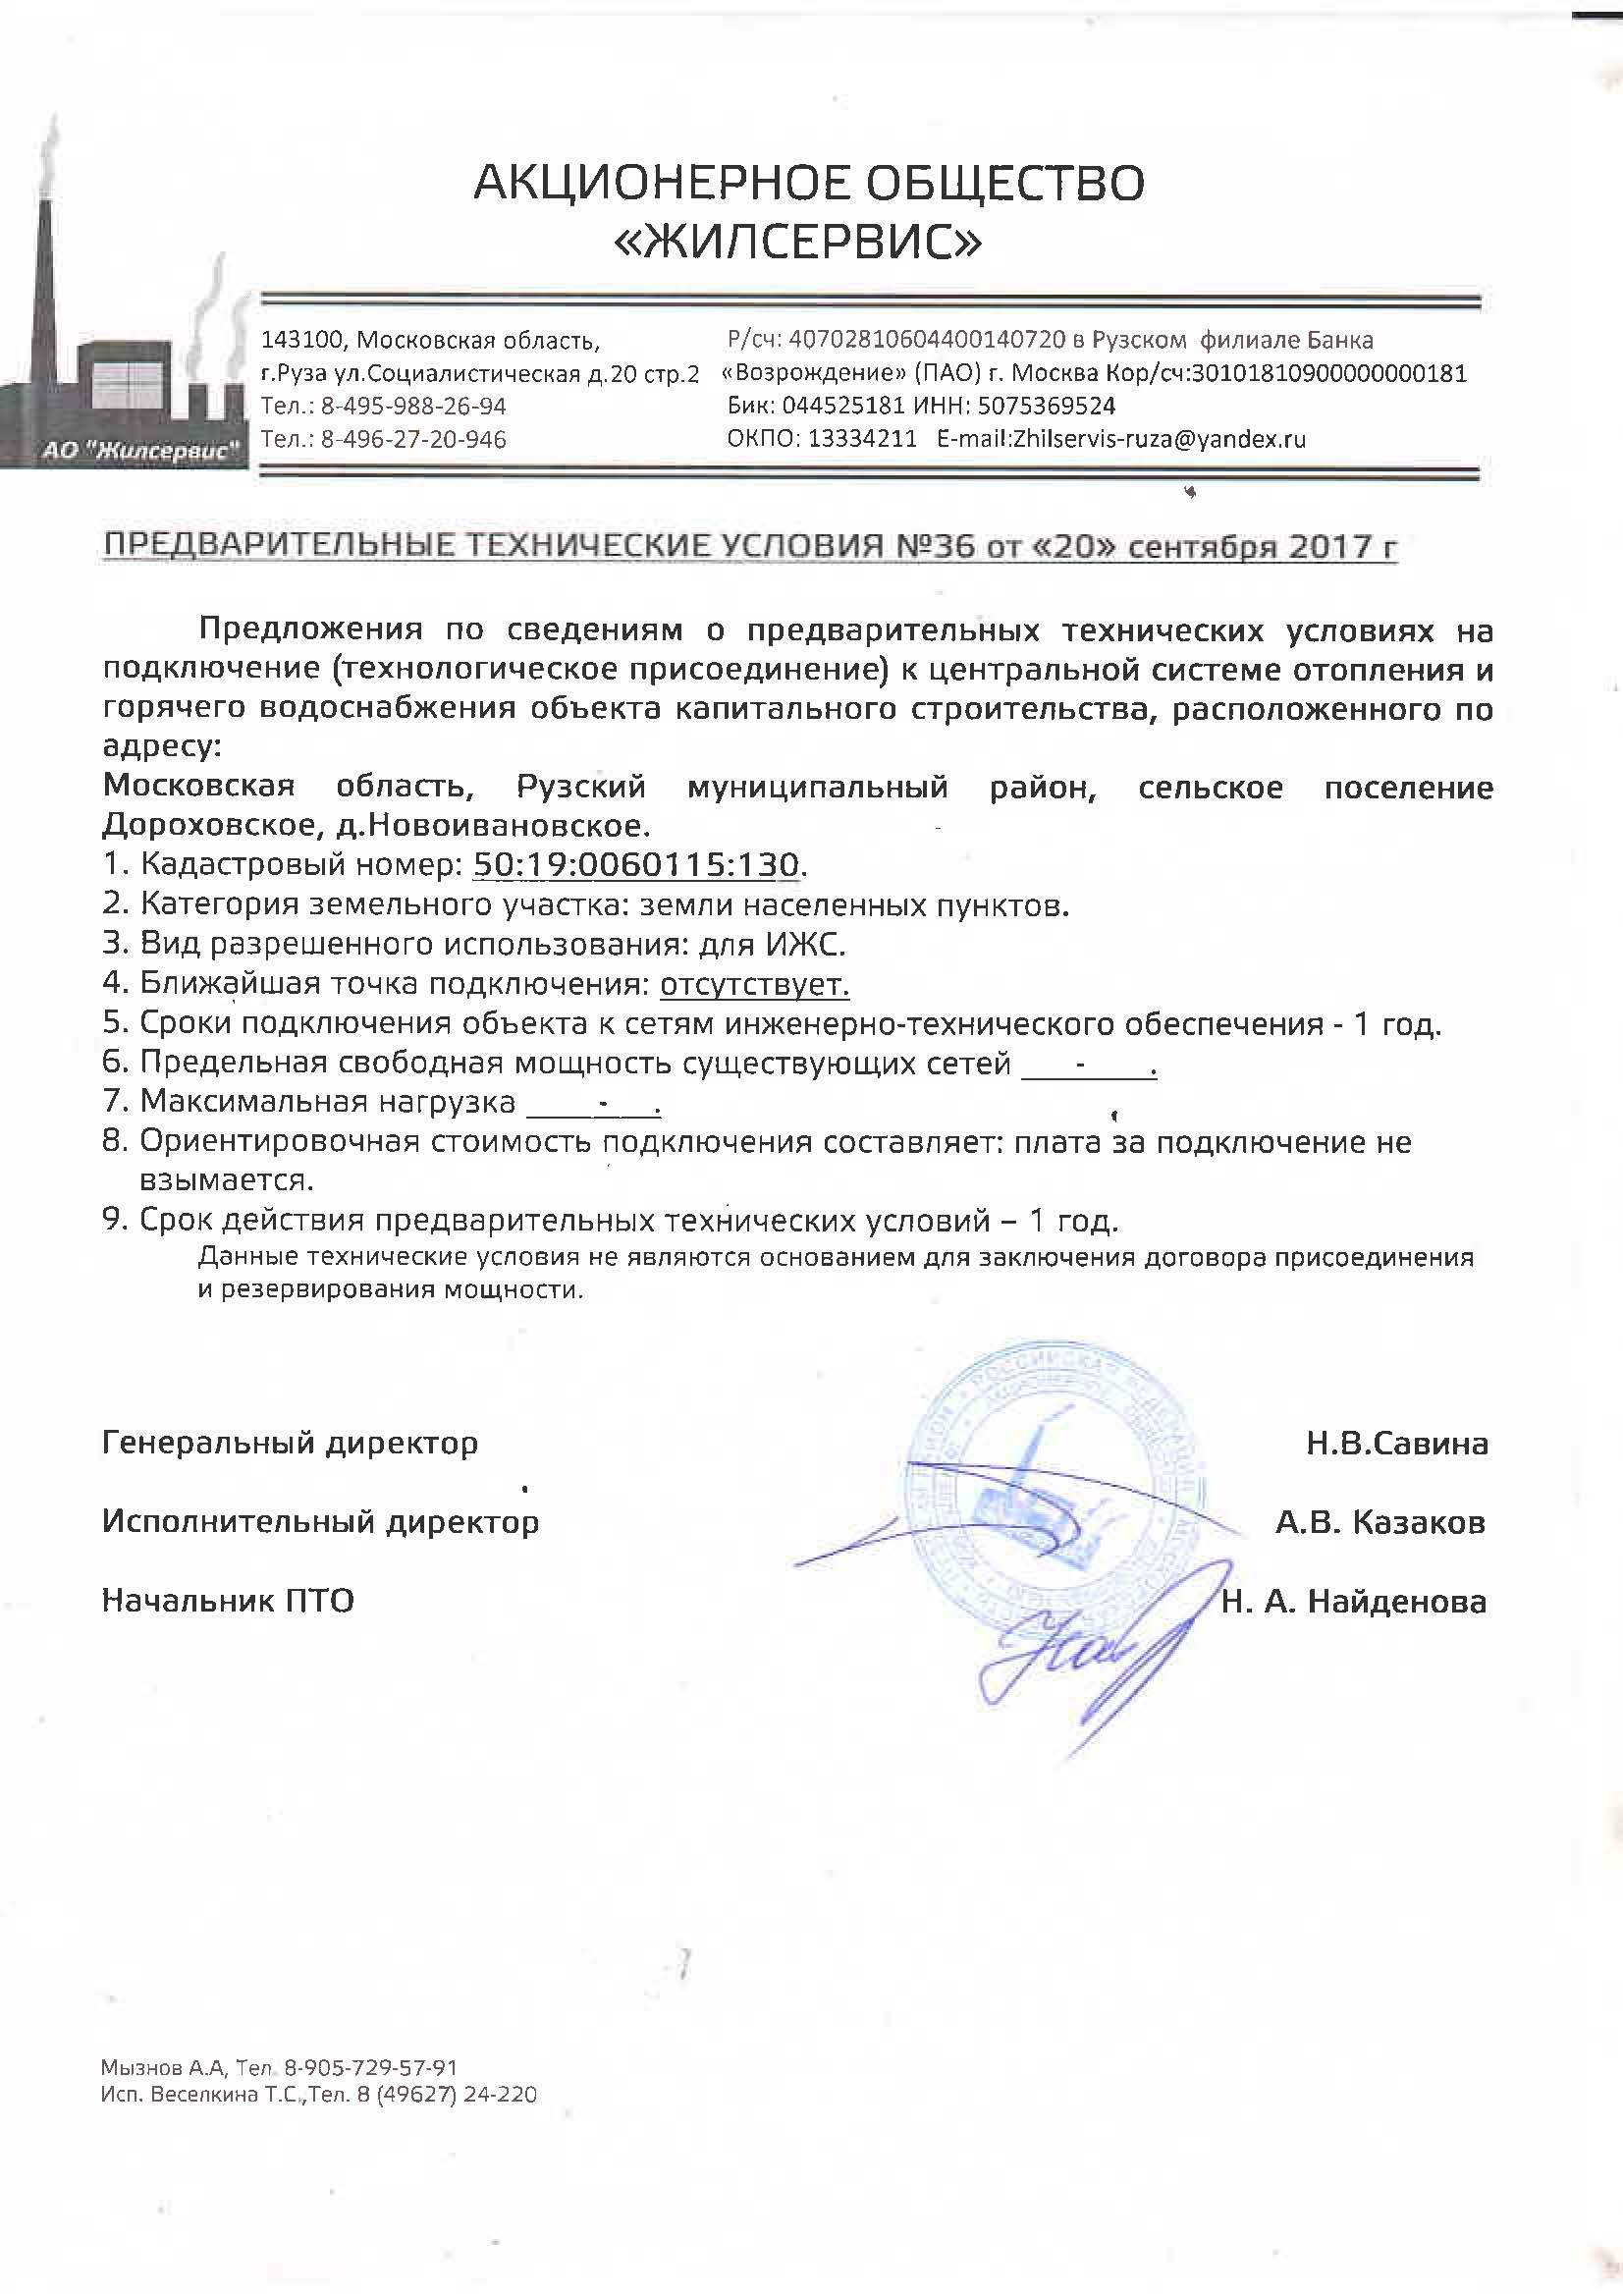 АКЦИОНЕРНОЕ ОБЩЕСТВО
«ЖИЛСЕРВИС»
АО "Жилсервис"
143100, Московская область,
г.Руза ул.Социалистическая д.20 стр.2
Тел.: 8-495-988-26-94
Тел.: 8-496-27-20-946
Р/сч: 40702810604400140720 в Рузском филиале Банка
«Возрождение» (ПАО) г. Москва Кор/сч:30101810900000000181
Бик: 044525181 ИНН: 5075369524
ОКПО: 13334211 E-mail:Zhilservis-ruza@yandex.ru
ПРЕДВАРИТЕЛЬНЫЕ ТЕХНИЧЕСКИЕ УСЛОВИЯ №36 от «20» сентября 2017 г
Предложения по сведениям о предварительных технических условиях на
подключение (технологическое присоединение) к центральной системе отопления и
горячего водоснабжения объекта капитального строительства, расположенного по
адресу:
Московская область, Рузский муниципальный район, сельское поселение
Дороховское, д.Новоивановское.
1. Кадастровый номер: 50:19:0060115:130.
2. Категория земельного участка: земли населенных пунктов.
3. Вид разрешенного использования: для ИЖС.
4. Ближайшая точка подключения: отсутствует.
5. Сроки подключения объекта к сетям инженерно-технического обеспечения - 1 год.
6. Предельная свободная мощность существующих сетей ___-___.
7. Максимальная нагрузка ___-___.
8. Ориентировочная стоимость подключения составляет: плата за подключение не
взымается.
9. Срок действия предварительных технических условий – 1 год.
Данные технические условия не являются основанием для заключения договора присоединения
и резервирования мощности.
Генеральный директор Н.В.Савина
Исполнительный директор А.В. Казаков
Начальник ПТО Н. А. Найденова
РОССИЙСКАЯ ФЕДЕРАЦИЯ
Мызнов А.А, Тел. 8-905-729-57-91
Исп. Веселкина Т.С.,Тел. 8 (49627) 24-220